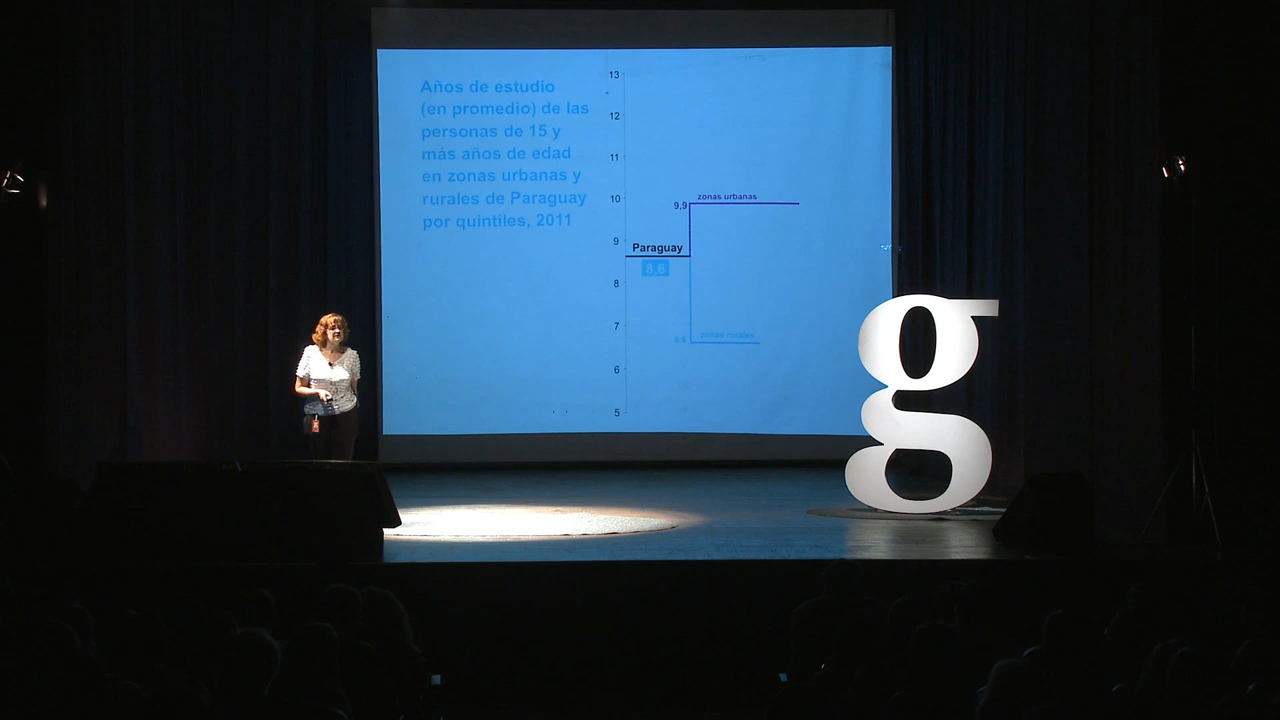 Años de estudio
(en promedio) de las
personas de 15 y
más años de edad
en zonas urbanas y
rurales de Paraguay
por quintiles, 2011
13
12
11
10
9
8
7
6
5
zonas urbanas
9,9
Paraguay
8,6
zonas rurales
g